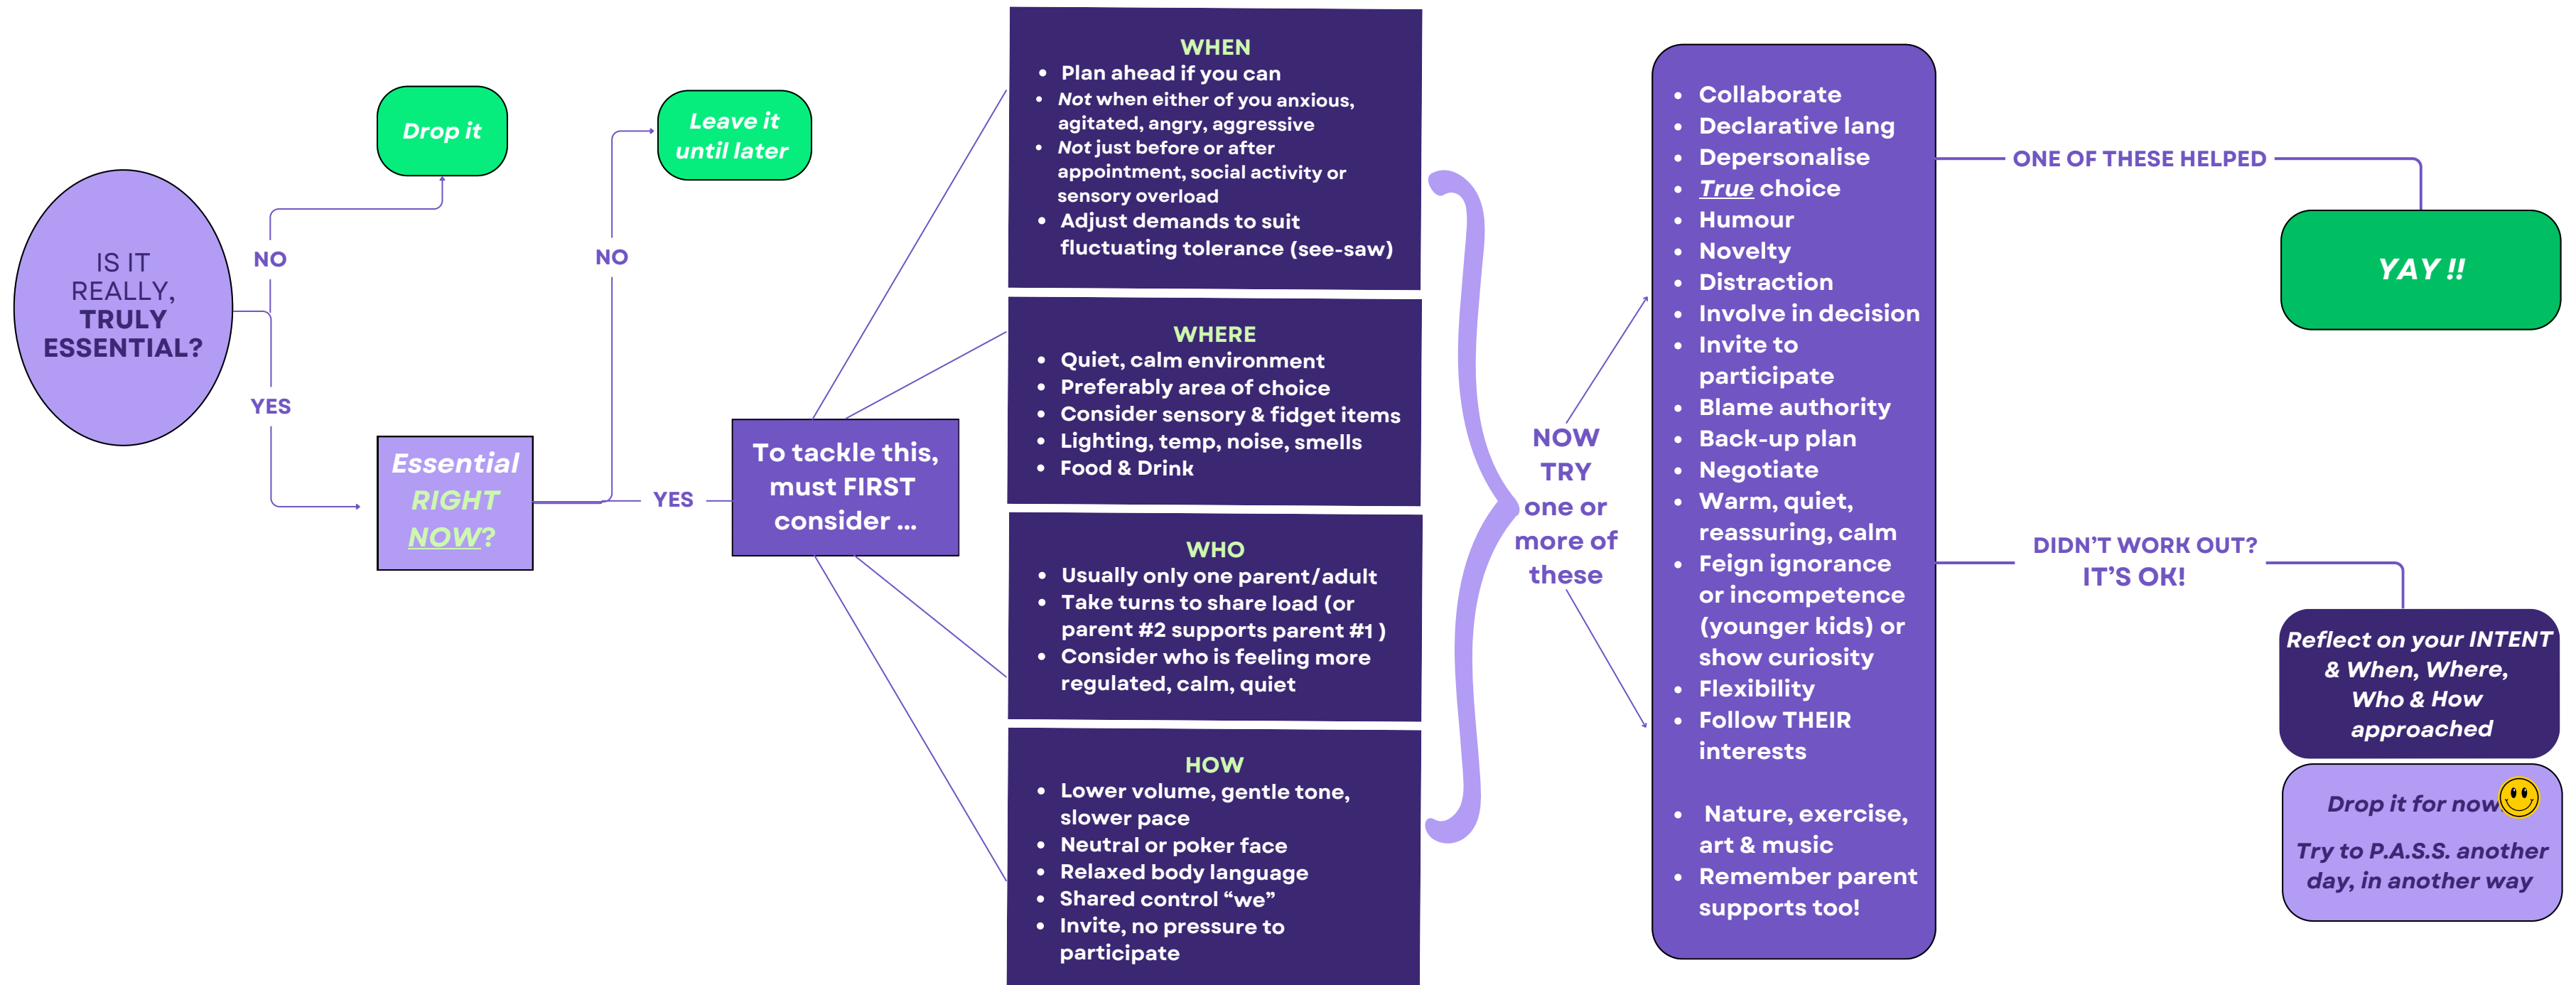 IS IT
REALLY,
TRULY
ESSENTIAL?
NO
Drop it
YES
Essential
RIGHT
NOW?
NO
Leave it
until later
YES
To tackle this,
must FIRST
consider ...
WHEN
• Plan ahead if you can
• Not when either of you anxious,
agitated, angry, aggressive
• Not just before or after
appointment, social activity or
sensory overload
• Adjust demands to suit
fluctuating tolerance (see-saw)
WHERE
• Quiet, calm environment
• Preferably area of choice
• Consider sensory & fidget items
• Lighting, temp, noise, smells
• Food & Drink
WHO
• Usually only one parent/adult
• Take turns to share load (or
parent #2 supports parent #1 )
• Consider who is feeling more
regulated, calm, quiet
HOW
• Lower volume, gentle tone,
slower pace
• Neutral or poker face
• Relaxed body language
• Shared control “we”
• Invite, no pressure to
participate
NOW
TRY
one or
more of
these
• Collaborate
• Declarative lang
• Depersonalise
• True choice
• Humour
• Novelty
• Distraction
• Involve in decision
• Invite to
participate
• Blame authority
• Back-up plan
• Negotiate
• Warm, quiet,
reassuring, calm
• Feign ignorance
or incompetence
(younger kids) or
show curiosity
• Flexibility
• Follow THEIR
interests
• Nature, exercise,
art & music
• Remember parent
supports too!
ONE OF THESE HELPED
YAY !!
DIDN’T WORK OUT?
IT’S OK!
Reflect on your INTENT
& When, Where,
Who & How
approached
Drop it for now
Try to P.A.S.S. another
day, in another way